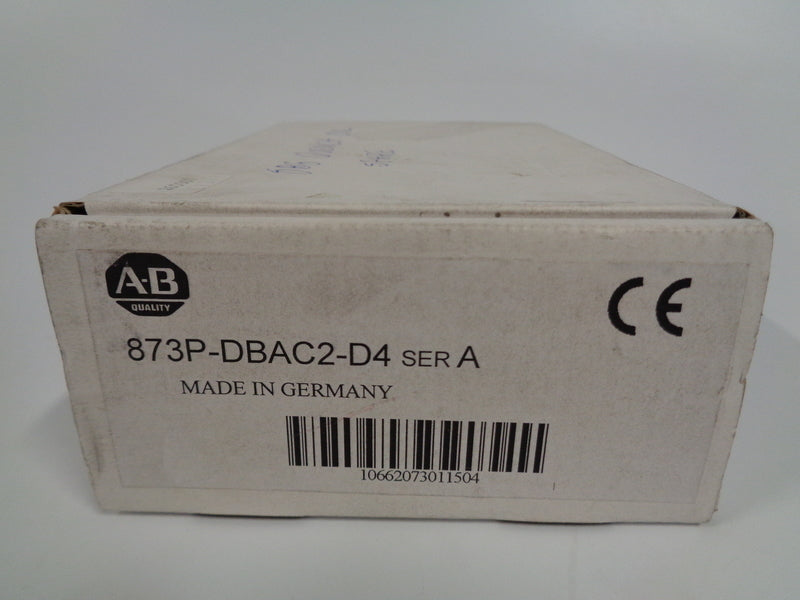 A-B
QUALITY
873P-DBAC2-D4 SER A
MADE IN GERMANY
10662073011504
CE